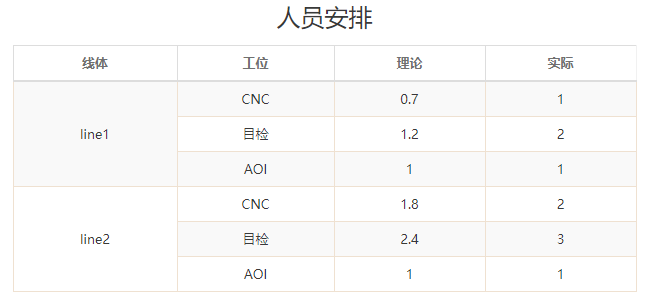 人员安排
线体 工位 理论 实际
line1 CNC 0.7 1
目检 1.2 2
AOI 1 1
line2 CNC 1.8 2
目检 2.4 3
AOI 1 1